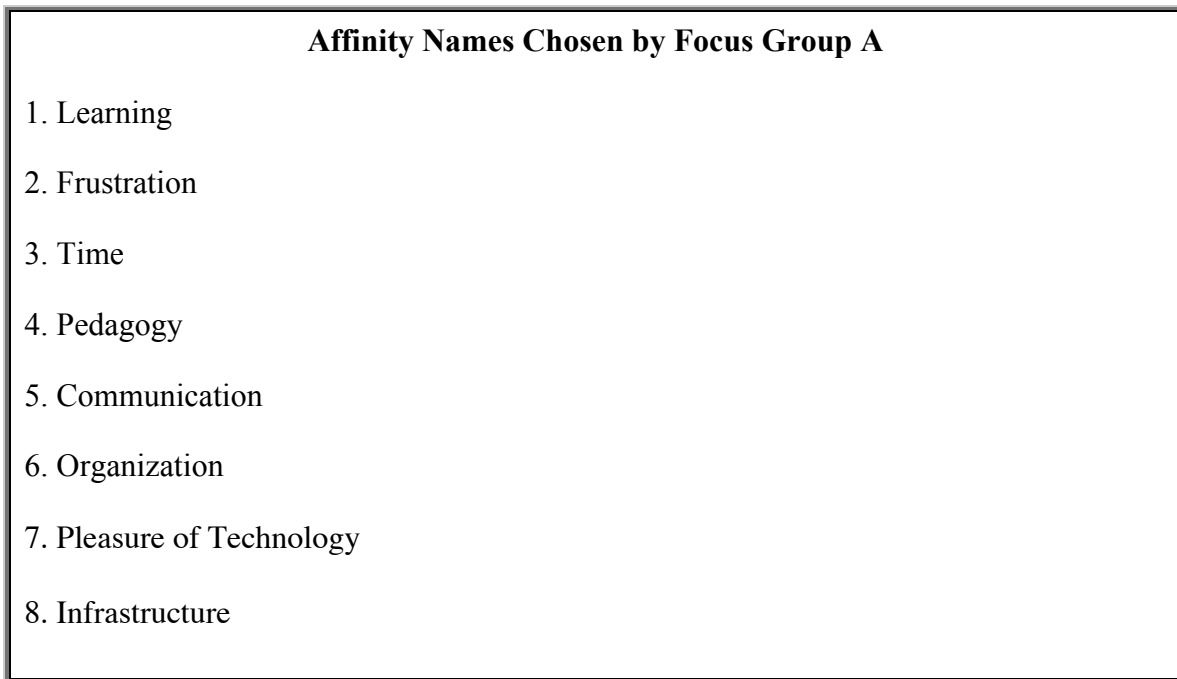 Affinity Names Chosen by Focus Group A
1. Learning
2. Frustration
3. Time
4. Pedagogy
5. Communication
6. Organization
7. Pleasure of Technology
8. Infrastructure